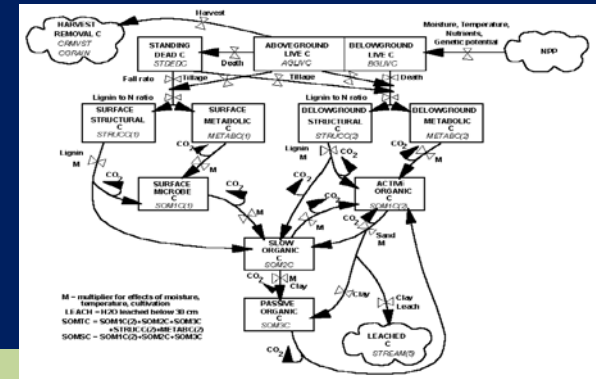 Harvest
HARVEST
REMOVAL C
CRMVST
CGRAIN
STANDING
DEAD C
STDEDC
Death
ABOVEGROUND
LIVE C
AGLIVC
BELOWGROUND
LIVE C
BGLIVC
Moisture, Temperature,
Nutrients,
Genetic potential
NPP
Fall rate
Tillage
Tillage
Death
Lignin to N ratio
Lignin to N ratio
SURFACE
STRUCTURAL
C
STRUCC(1)
SURFACE
METABOLIC
C
METABC(1)
BELOWGROUND
STRUCTURAL
C
STRUCC(2)
BELOWGROUND
METABOLIC
C
METABC(2)
Lignin
M
CO2
M
Lignin
M
CO2
M
CO2
SURFACE
MICROBE
C
SOM1C(1)
CO2
M
CO2
CO2
M
ACTIVE
ORGANIC
C
SOM1C(2)
CO2
Sand
M
SLOW
ORGANIC
C
SOM2C
CO2
M
Clay
Clay
Clay
Leach
PASSIVE
ORGANIC
C
SOM3C
CO2
LEACHED
C
STREAM(5)
M = multiplier for effects of moisture,
temperature, cultivation
LEACH = H2O leached below 30 cm
SOMTC = SOM1C(2)+SOM2C+SOM3C
+STRUCC(2)+METABC(2)
SOMSC = SOM1C(2)+SOM2C+SOM3C